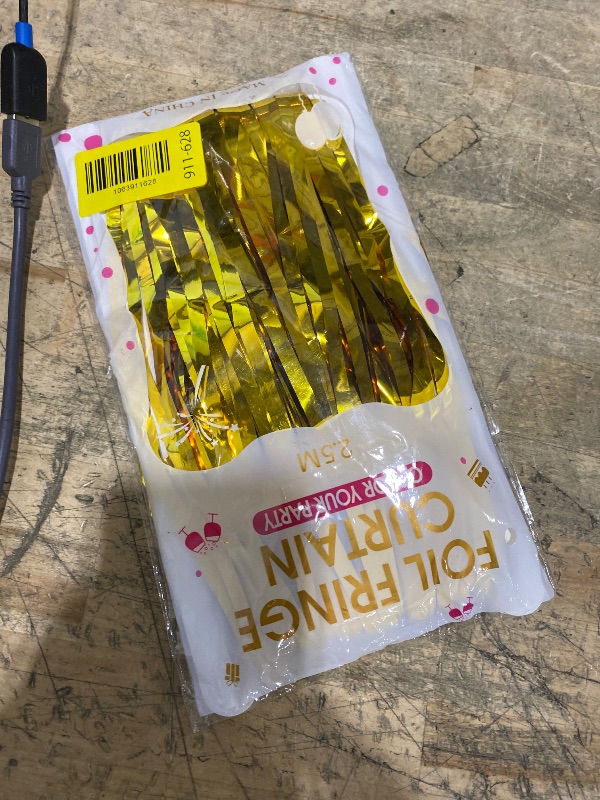 FOIL FRINGE
CURTAIN
FOR YOUR PARTY
2.5M
MADE IN CHINA
1063911628
911-628